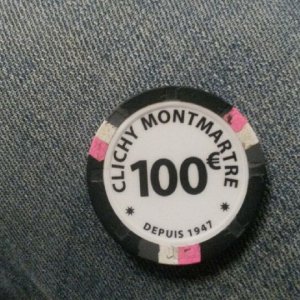 CLICHY MONTMARTRE
100€
DEPUIS 1947